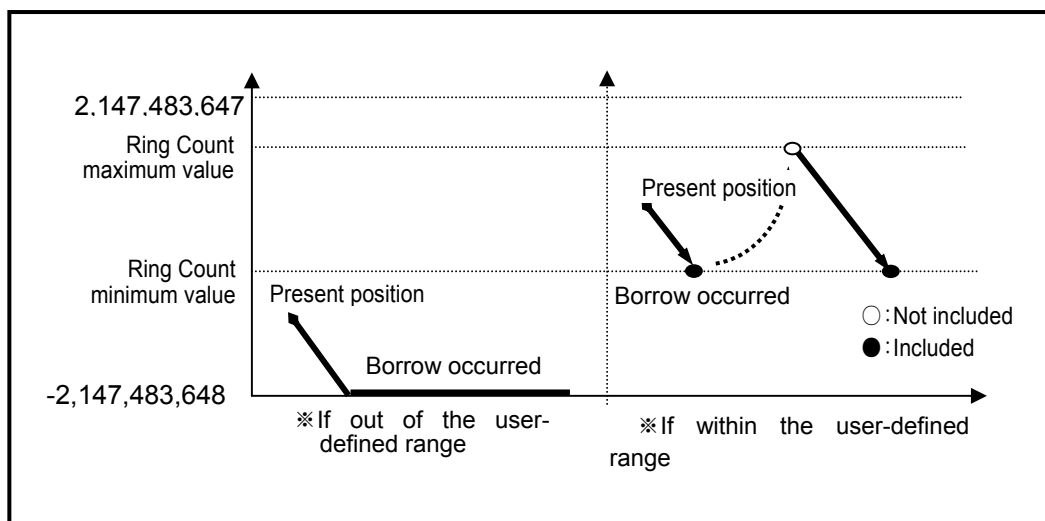 2,147,483,647
Ring Count
maximum value
Present position
Ring Count
minimum value
Present position
Borrow occurred
○:Not included
●:Included
Borrow occurred
-2,147,483,648
※If out of the user-
defined range
※If within the user-defined
range